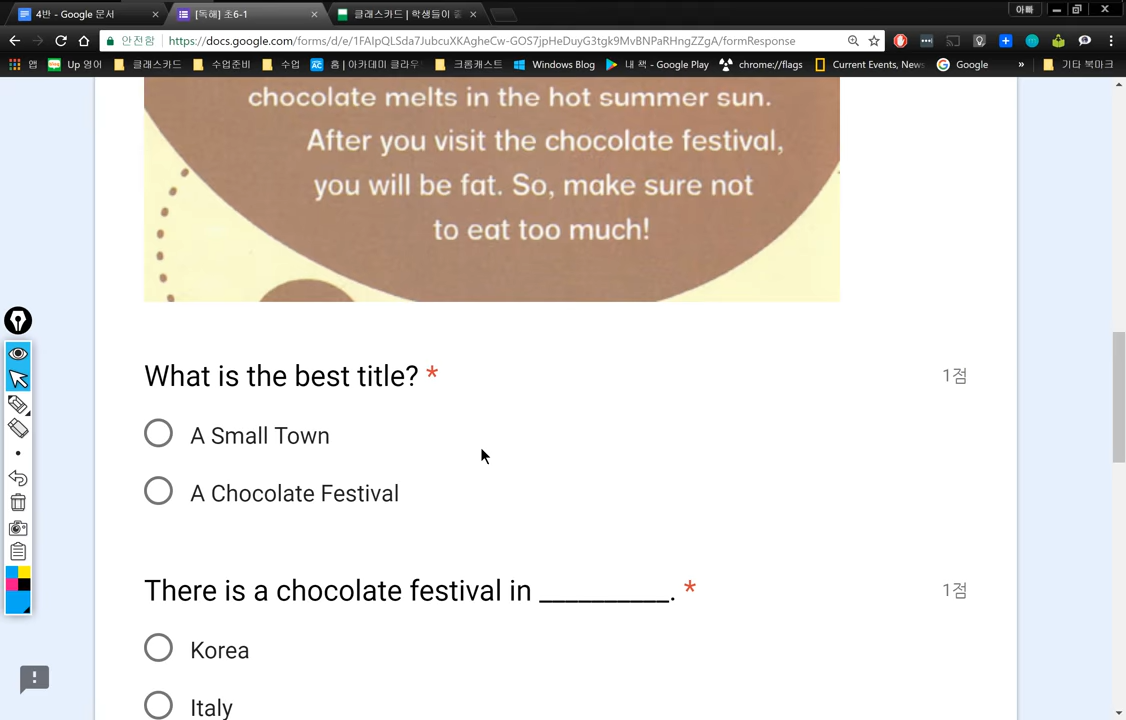 4반 - Google 문서
[독해] 초6-1
클래스카드 | 학생들이 좋
아빠
안전함
https://docs.google.com/forms/d/e/1FAIpQLSda7JubcuXKAgheCw-GOS7jpHeDuyG3tgk9MvBNPaRHngZZgA/formResponse
앱 Up 영어 클래스카드 수업준비 수업 홈 | 아카데미 클라우 크롬캐스트 Windows Blog 내 책 - Google Play chrome://flags Current Events, News Google » 기타 북마크
chocolate melts in the hot summer sun.
After you visit the chocolate festival,
you will be fat. So, make sure not
to eat too much!
What is the best title? *
1점
A Small Town
A Chocolate Festival
There is a chocolate festival in __________. *
1점
Korea
Italy